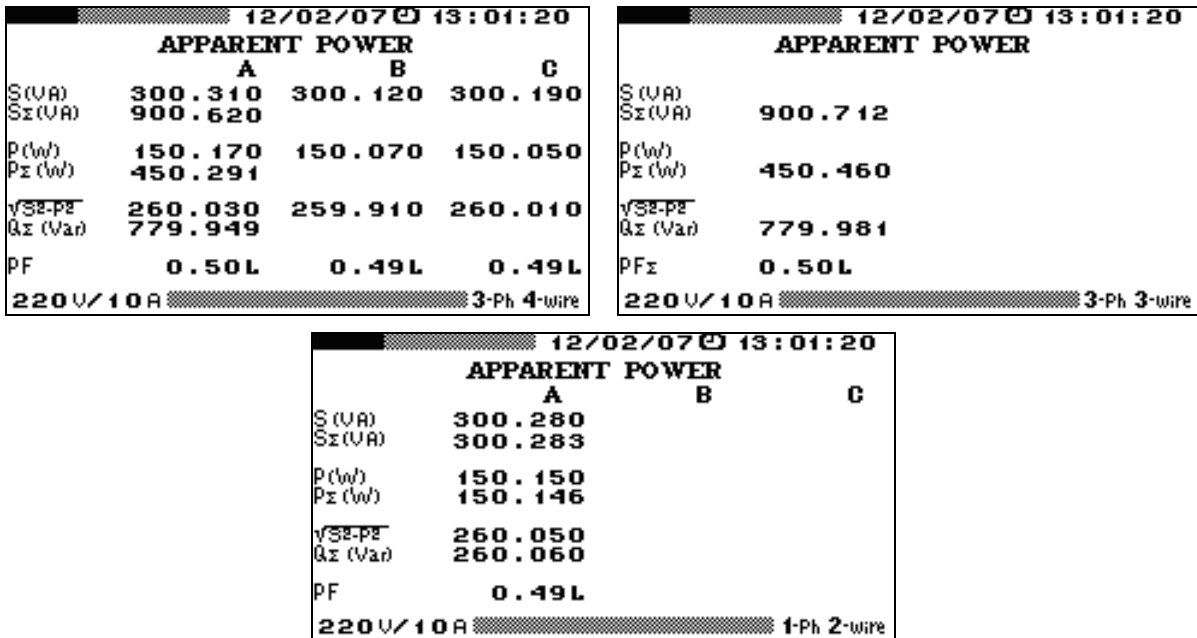 12/02/07 13:01:20
APPARENT POWER
A B C
S(VA) 300.310 300.120 300.190
SΣ(VA) 900.620
P(W) 150.170 150.070 150.050
PΣ(W) 450.291
√S²-P² 260.030 259.910 260.010
QΣ(Var) 779.949
PF 0.50L 0.49L 0.49L
220V/10A 3-Ph 4-wire
12/02/07 13:01:20
APPARENT POWER
S(VA)
SΣ(VA) 900.712
P(W)
PΣ(W) 450.460
√S²-P²
QΣ(Var) 779.981
PFΣ 0.50L
220V/10A 3-Ph 3-wire
12/02/07 13:01:20
APPARENT POWER
A B C
S(VA) 300.280
SΣ(VA) 300.283
P(W) 150.150
PΣ(W) 150.146
√S²-P² 260.050
QΣ(Var) 260.060
PF 0.49L
220V/10A 1-Ph 2-wire